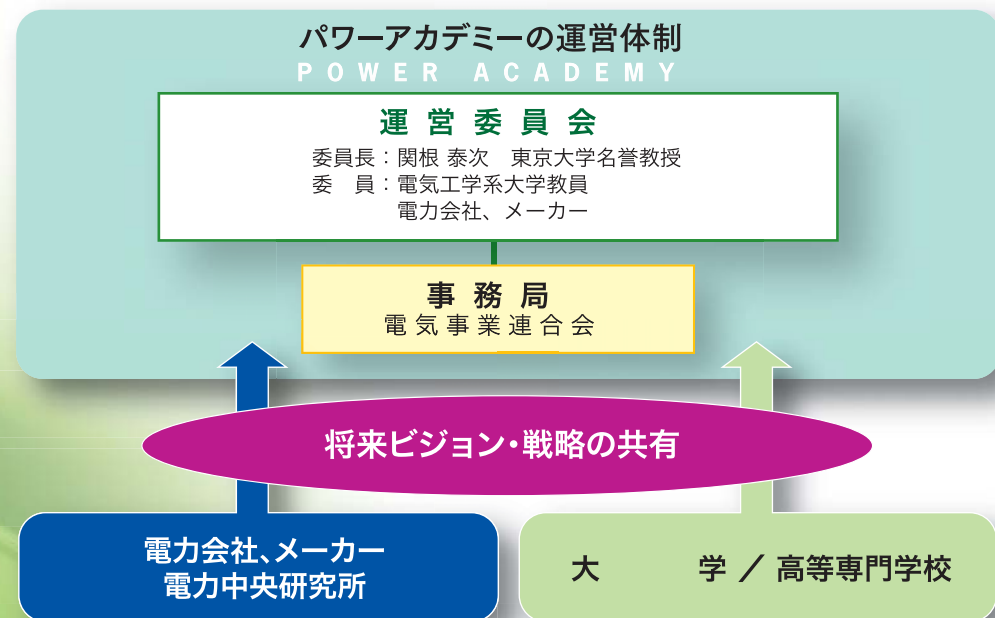 パワーアカデミーの運営体制
POWER ACADEMY
運営委員会
委員長：関根 泰次　東京大学名誉教授
委　員：電気工学系大学教員
電力会社、メーカー
事務局
電気事業連合会
将来ビジョン・戦略の共有
電力会社、メーカー
電力中央研究所
大　　　学／高等専門学校